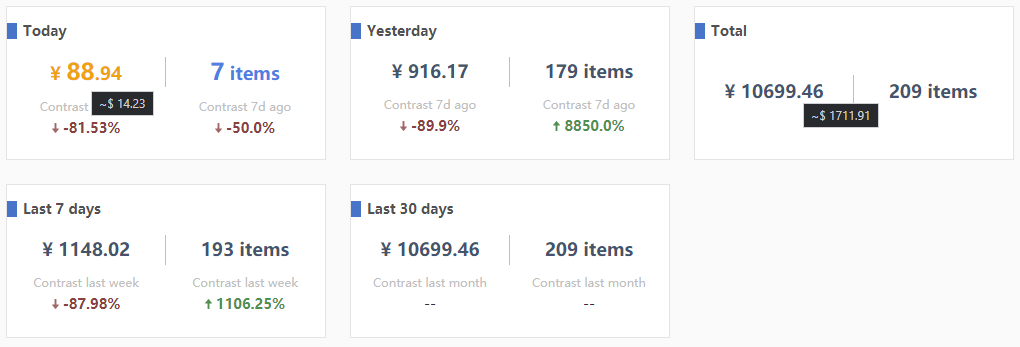 Today
¥ 88.94
7 items
Contrast
~$ 14.23
Contrast 7d ago
-81.53%
-50.0%
Yesterday
¥ 916.17
179 items
Contrast 7d ago
Contrast 7d ago
-89.9%
8850.0%
Total
¥ 10699.46
209 items
~$ 1711.91
Last 7 days
¥ 1148.02
193 items
Contrast last week
Contrast last week
-87.98%
1106.25%
Last 30 days
¥ 10699.46
209 items
Contrast last month
Contrast last month
--
--